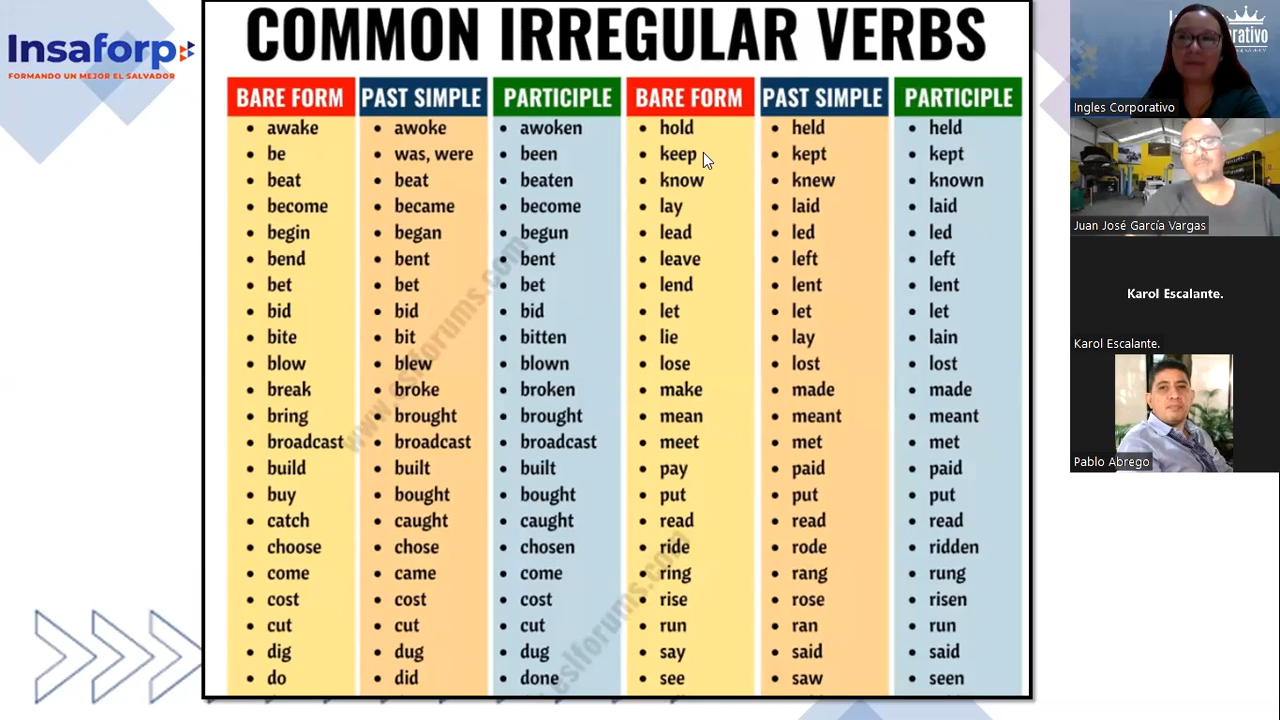 Insaforp
FORMANDO UN MEJOR EL SALVADOR
COMMON IRREGULAR VERBS
BARE FORM PAST SIMPLE PARTICIPLE BARE FORM PAST SIMPLE PARTICIPLE
• awake • awoke • awoken • hold • held • held
• be • was, were • been • keep • kept • kept
• beat • beat • beaten • know • knew • known
• become • became • become • lay • laid • laid
• begin • began • begun • lead • led • led
• bend • bent • bent • leave • left • left
• bet • bet • bet • lend • lent • lent
• bid • bid • bid • let • let • let
• bite • bit • bitten • lie • lay • lain
• blow • blew • blown • lose • lost • lost
• break • broke • broken • make • made • made
• bring • brought • brought • mean • meant • meant
• broadcast • broadcast • broadcast • meet • met • met
• build • built • built • pay • paid • paid
• buy • bought • bought • put • put • put
• catch • caught • caught • read • read • read
• choose • chose • chosen • ride • rode • ridden
• come • came • come • ring • rang • rung
• cost • cost • cost • rise • rose • risen
• cut • cut • cut • run • ran • run
• dig • dug • dug • say • said • said
• do • did • done • see • saw • seen
www.eslforums.com
eslforums.com
Ingles Corporativo
Juan José García Vargas
Karol Escalante.
Karol Escalante.
Pablo Abrego